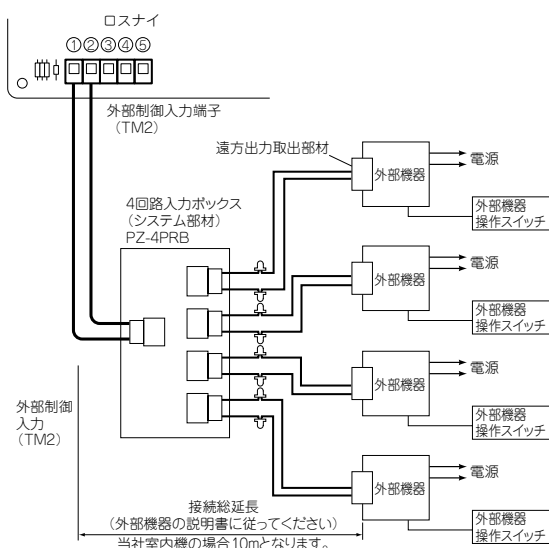 ロスナイ
①②③④⑤
外部制御入力端子
（TM2）
遠方出力取出部材
外部機器
電源
外部機器
操作スイッチ
4回路入力ボックス
（システム部材）
PZ-4PRB
外部機器
電源
外部機器
操作スイッチ
外部機器
電源
外部機器
操作スイッチ
外部制御
入力
（TM2）
外部機器
電源
外部機器
操作スイッチ
接続総延長
（外部機器の説明書に従ってください）
当社室内機の場合10mとなります。